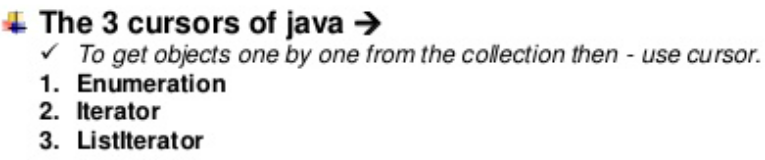 The 3 cursors of java →
✓ To get objects one by one from the collection then - use cursor.
1. Enumeration
2. Iterator
3. ListIterator